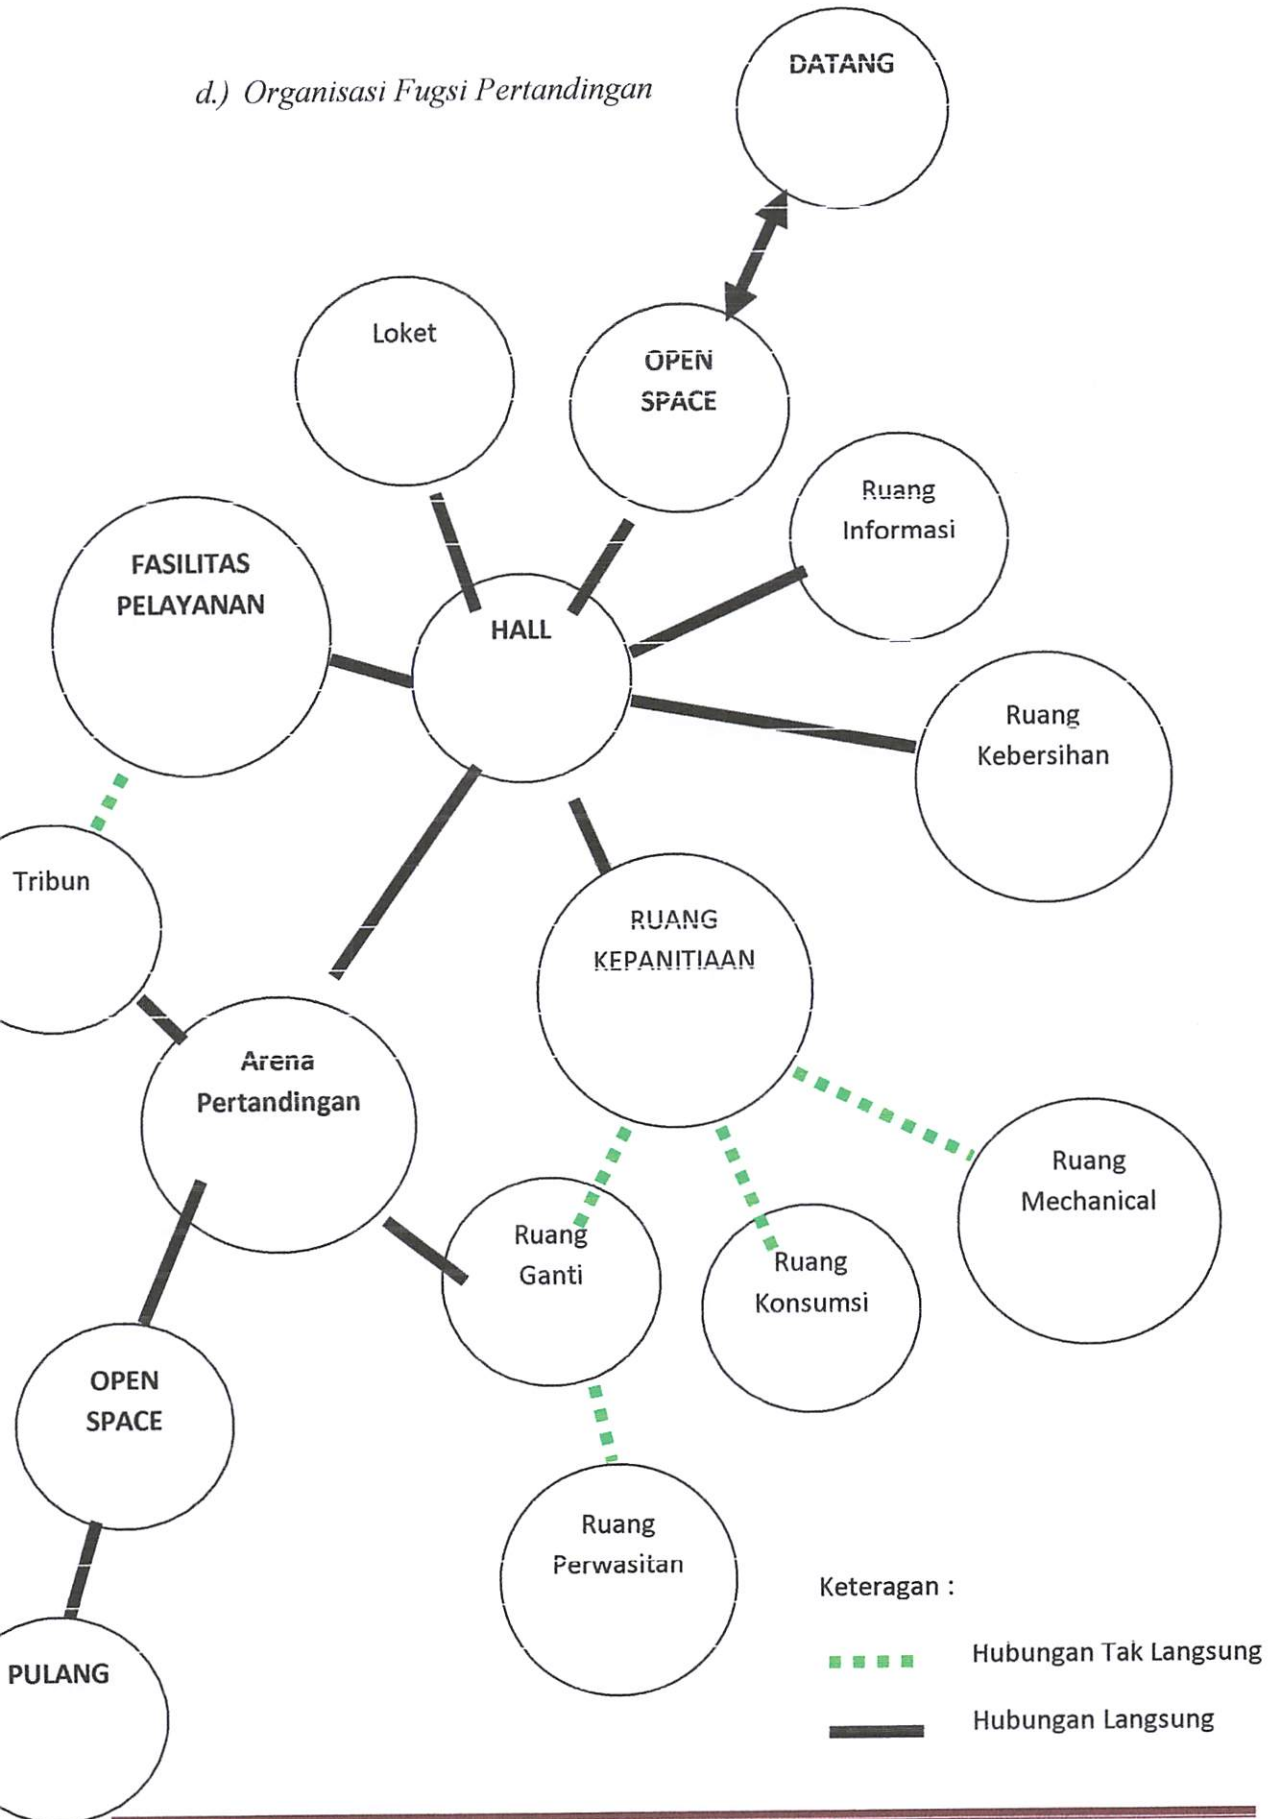 DATANG
d.) Organisasi Fugsi Pertandingan
Loket
OPEN
SPACE
Ruang
Informasi
FASILITAS
PELAYANAN
HALL
Ruang
Kebersihan
Tribun
RUANG
KEPANITIAAN
Arena
Pertandingan
Ruang
Mechanical
Ruang
Ganti
Ruang
Konsumsi
OPEN
SPACE
Ruang
Perwasitan
Keteragan :
Hubungan Tak Langsung
PULANG
Hubungan Langsung